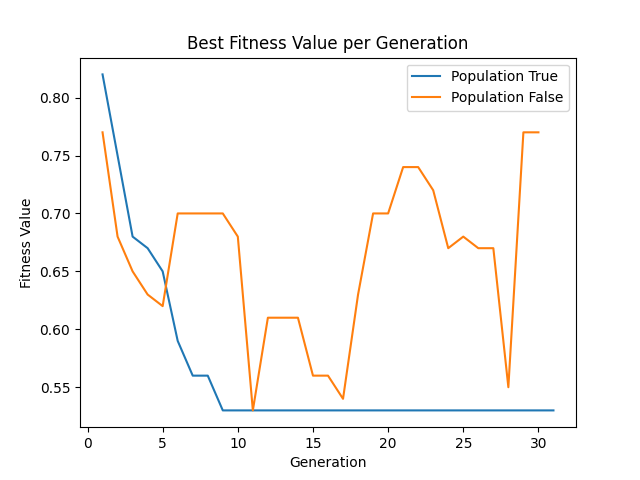 Best Fitness Value per Generation
Population True
Population False
Fitness Value
0.80
0.75
0.70
0.65
0.60
0.55
0
5
10
15
20
25
30
Generation